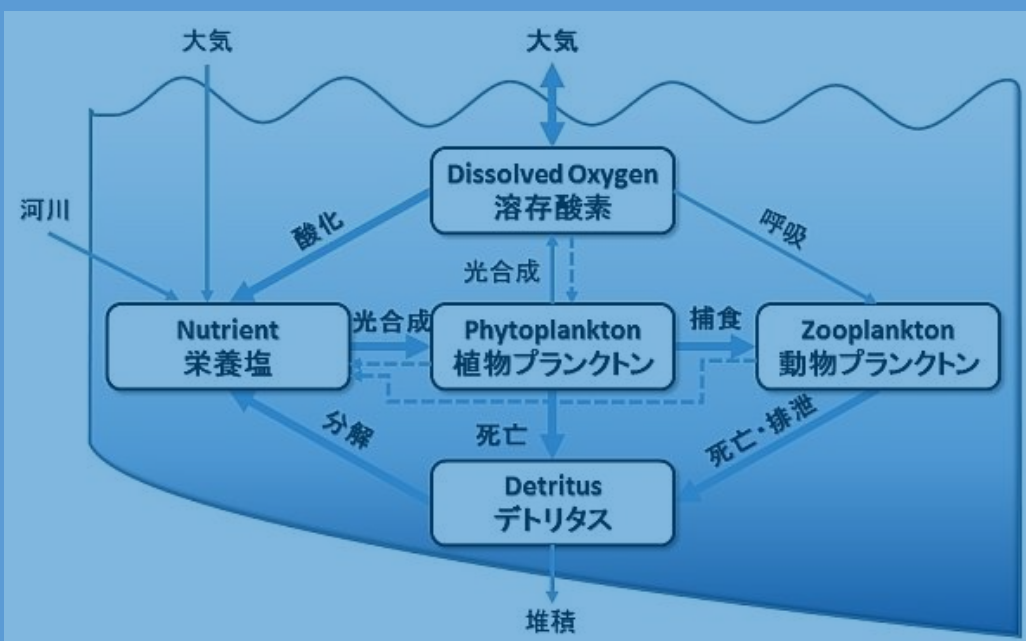 大気
大気
Dissolved Oxygen
溶存酸素
河川
酸化
呼吸
光合成
Nutrient
栄養塩
光合成
Phytoplankton
植物プランクトン
捕食
Zooplankton
動物プランクトン
分解
死亡
死亡・排泄
Detritus
デトリタス
堆積